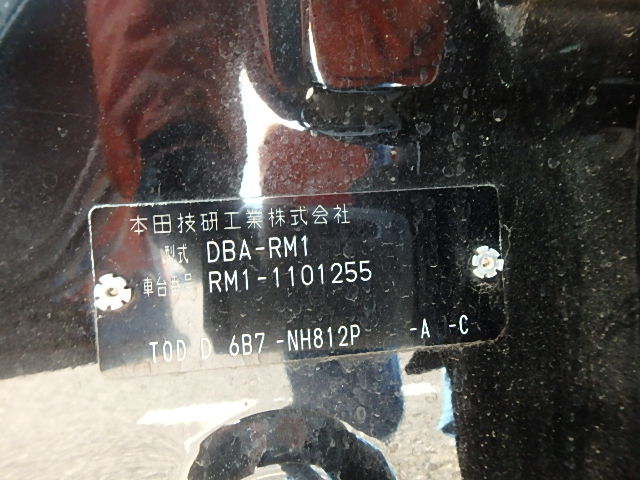 本田技研工業株式会社
型式 DBA-RM1
車台番号 RM1-1101255
TOD D 6B7 -NH812P -A -C